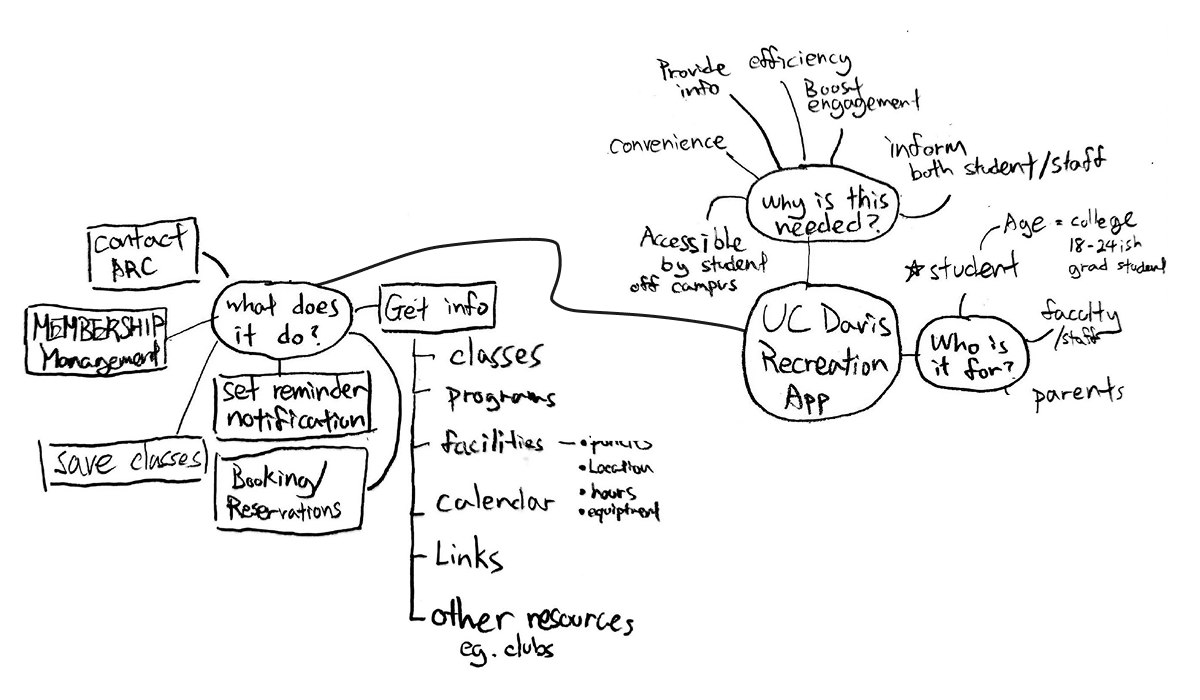 Provide
info
efficiency
Boost
engagement
convenience
inform
both student/staff
why is this
needed?
Accessible
by student
off campus
Age = college
18-24ish
grad student
☆ student
faculty
/staff
Who is
it for?
parents
UC Davis
Recreation
App
contact
ARC
what does
it do?
MEMBERSHIP
Management
Get info
set reminder
notification
save classes
Booking/
Reservations
classes
programs
facilities
• Location
• hours
• equiptment
calendar
Links
other resources
eg. clubs